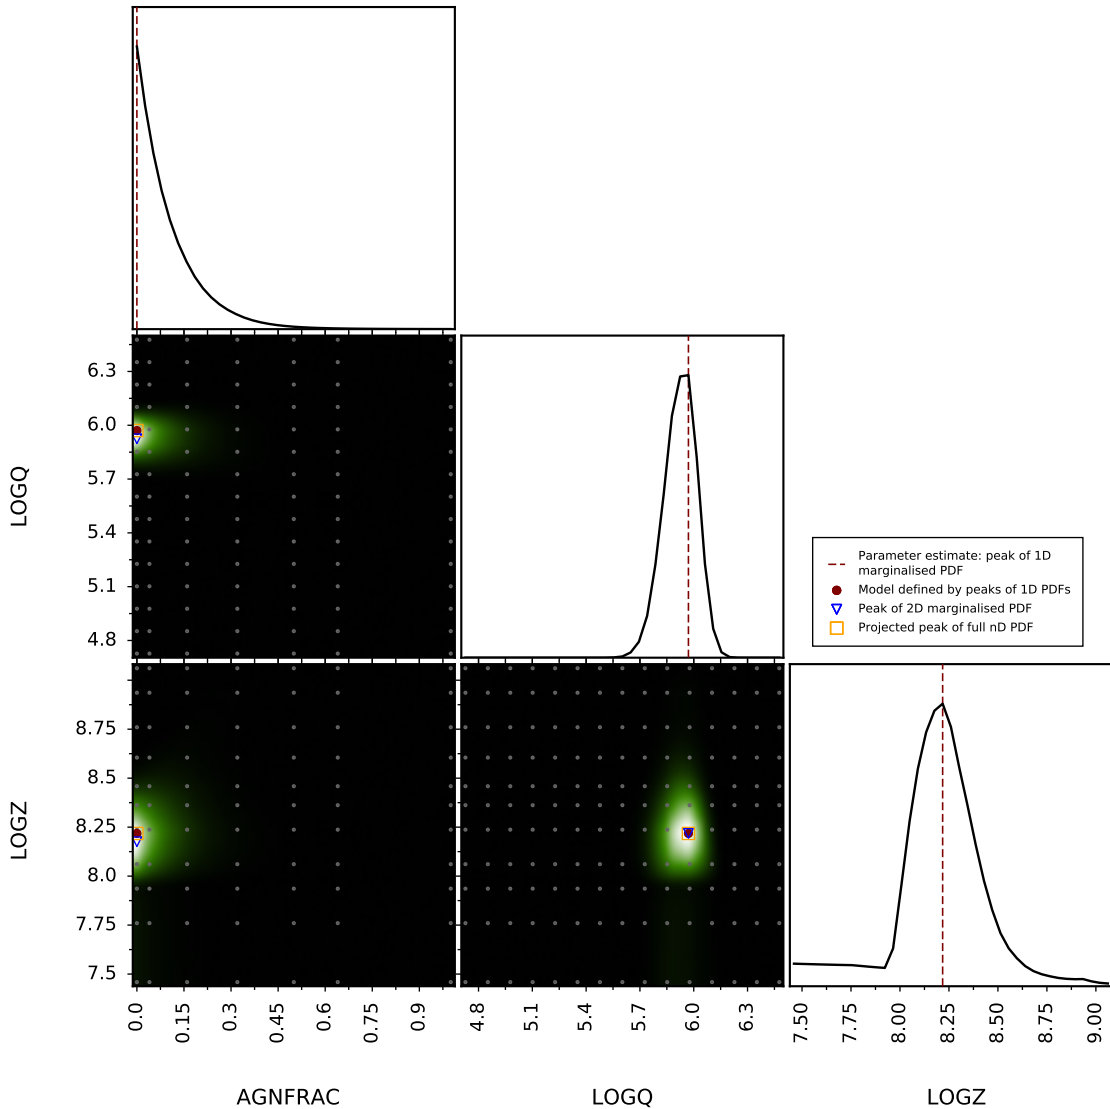 6.3
6.0
5.7
5.4
5.1
4.8
LOGQ
Parameter estimate: peak of 1D
marginalised PDF
Model defined by peaks of 1D PDFs
Peak of 2D marginalised PDF
Projected peak of full nD PDF
8.75
8.5
8.25
8.0
7.75
7.5
LOGZ
0.0 0.15 0.3 0.45 0.6 0.75 0.9
4.8 5.1 5.4 5.7 6.0 6.3
7.50 7.75 8.00 8.25 8.50 8.75 9.00
AGNFRAC
LOGQ
LOGZ